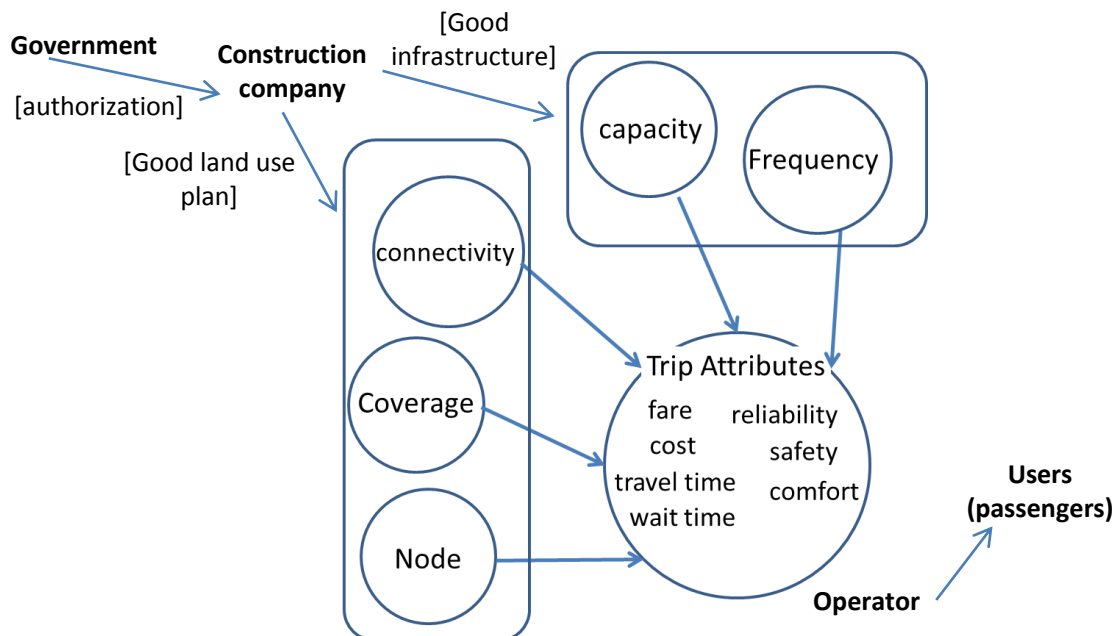 Government
[authorization]
Construction
company
[Good
infrastructure]
[Good land use
plan]
capacity
Frequency
connectivity
Coverage
Node
Trip Attributes
fare
cost
travel time
wait time
reliability
safety
comfort
Users
(passengers)
Operator